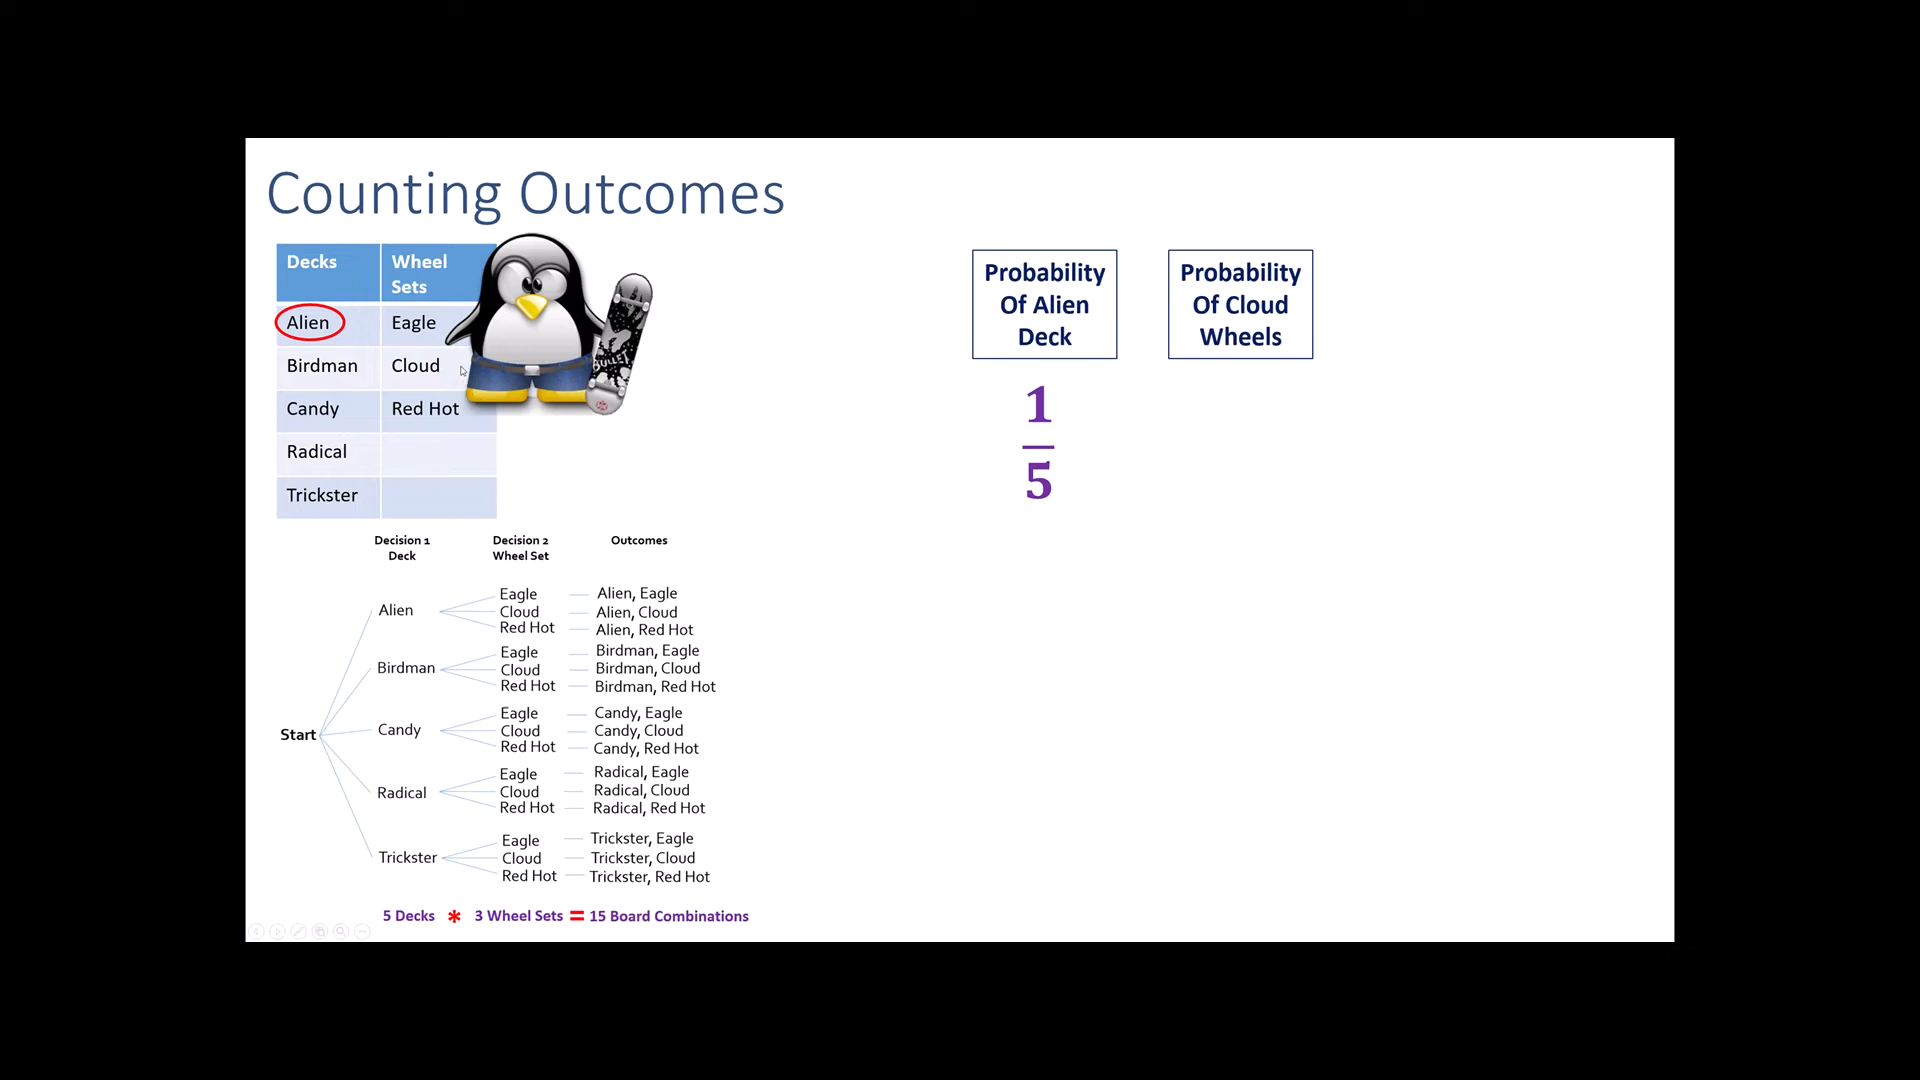 Counting Outcomes
Decks
Wheel
Sets
Alien
Eagle
Birdman
Cloud
Candy
Red Hot
Radical
Trickster
BULLET
Probability
Of Alien
Deck
1
5
Probability
Of Cloud
Wheels
Decision 1
Deck
Decision 2
Wheel Set
Outcomes
Start
Alien
Eagle
Alien, Eagle
Cloud
Alien, Cloud
Red Hot
Alien, Red Hot
Birdman
Eagle
Birdman, Eagle
Cloud
Birdman, Cloud
Red Hot
Birdman, Red Hot
Candy
Eagle
Candy, Eagle
Cloud
Candy, Cloud
Red Hot
Candy, Red Hot
Radical
Eagle
Radical, Eagle
Cloud
Radical, Cloud
Red Hot
Radical, Red Hot
Trickster
Eagle
Trickster, Eagle
Cloud
Trickster, Cloud
Red Hot
Trickster, Red Hot
5 Decks * 3 Wheel Sets = 15 Board Combinations